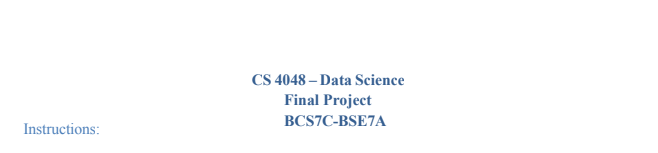 CS 4048 – Data Science
Final Project
BCS7C-BSE7A
Instructions: